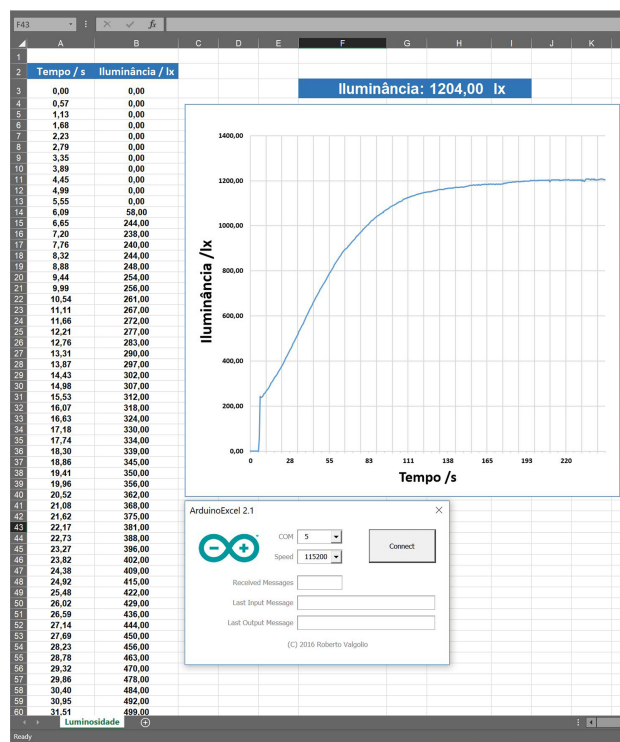 F43
fx
A B C D E F G H I J K
1
2 Tempo / s Iluminância / lx
3 0,00 0,00
4 0,57 0,00
5 1,13 0,00
6 1,68 0,00
7 2,23 0,00
8 2,79 0,00
9 3,35 0,00
10 3,89 0,00
11 4,45 0,00
12 4,99 0,00
13 5,55 0,00
14 6,09 58,00
15 6,65 244,00
16 7,20 238,00
17 7,76 240,00
18 8,32 244,00
19 8,88 248,00
20 9,44 254,00
21 9,99 256,00
22 10,54 261,00
23 11,11 267,00
24 11,66 272,00
25 12,21 277,00
26 12,76 283,00
27 13,31 290,00
28 13,87 297,00
29 14,43 302,00
30 14,98 307,00
31 15,53 312,00
32 16,07 318,00
33 16,63 324,00
34 17,18 330,00
35 17,74 334,00
36 18,30 339,00
37 18,86 345,00
38 19,41 350,00
39 19,96 356,00
40 20,52 362,00
41 21,08 368,00
42 21,62 375,00
43 22,17 381,00
44 22,73 388,00
45 23,27 396,00
46 23,82 402,00
47 24,38 409,00
48 24,92 415,00
49 25,48 422,00
50 26,02 429,00
51 26,59 436,00
52 27,14 444,00
53 27,69 450,00
54 28,23 456,00
55 28,78 463,00
56 29,32 470,00
57 29,86 478,00
58 30,40 484,00
59 30,95 492,00
60 31,51 499,00
Iluminância: 1204,00 lx
1400,00
1200,00
1000,00
800,00
600,00
400,00
200,00
0,00
Iluminância /lx
0 28 55 83 111 138 165 193 220
Tempo /s
ArduinoExcel 2.1
COM 5
Speed 115200
Connect
Received Messages
Last Input Message
Last Output Message
(C) 2016 Roberto Valgolio
Luminosidade
Ready